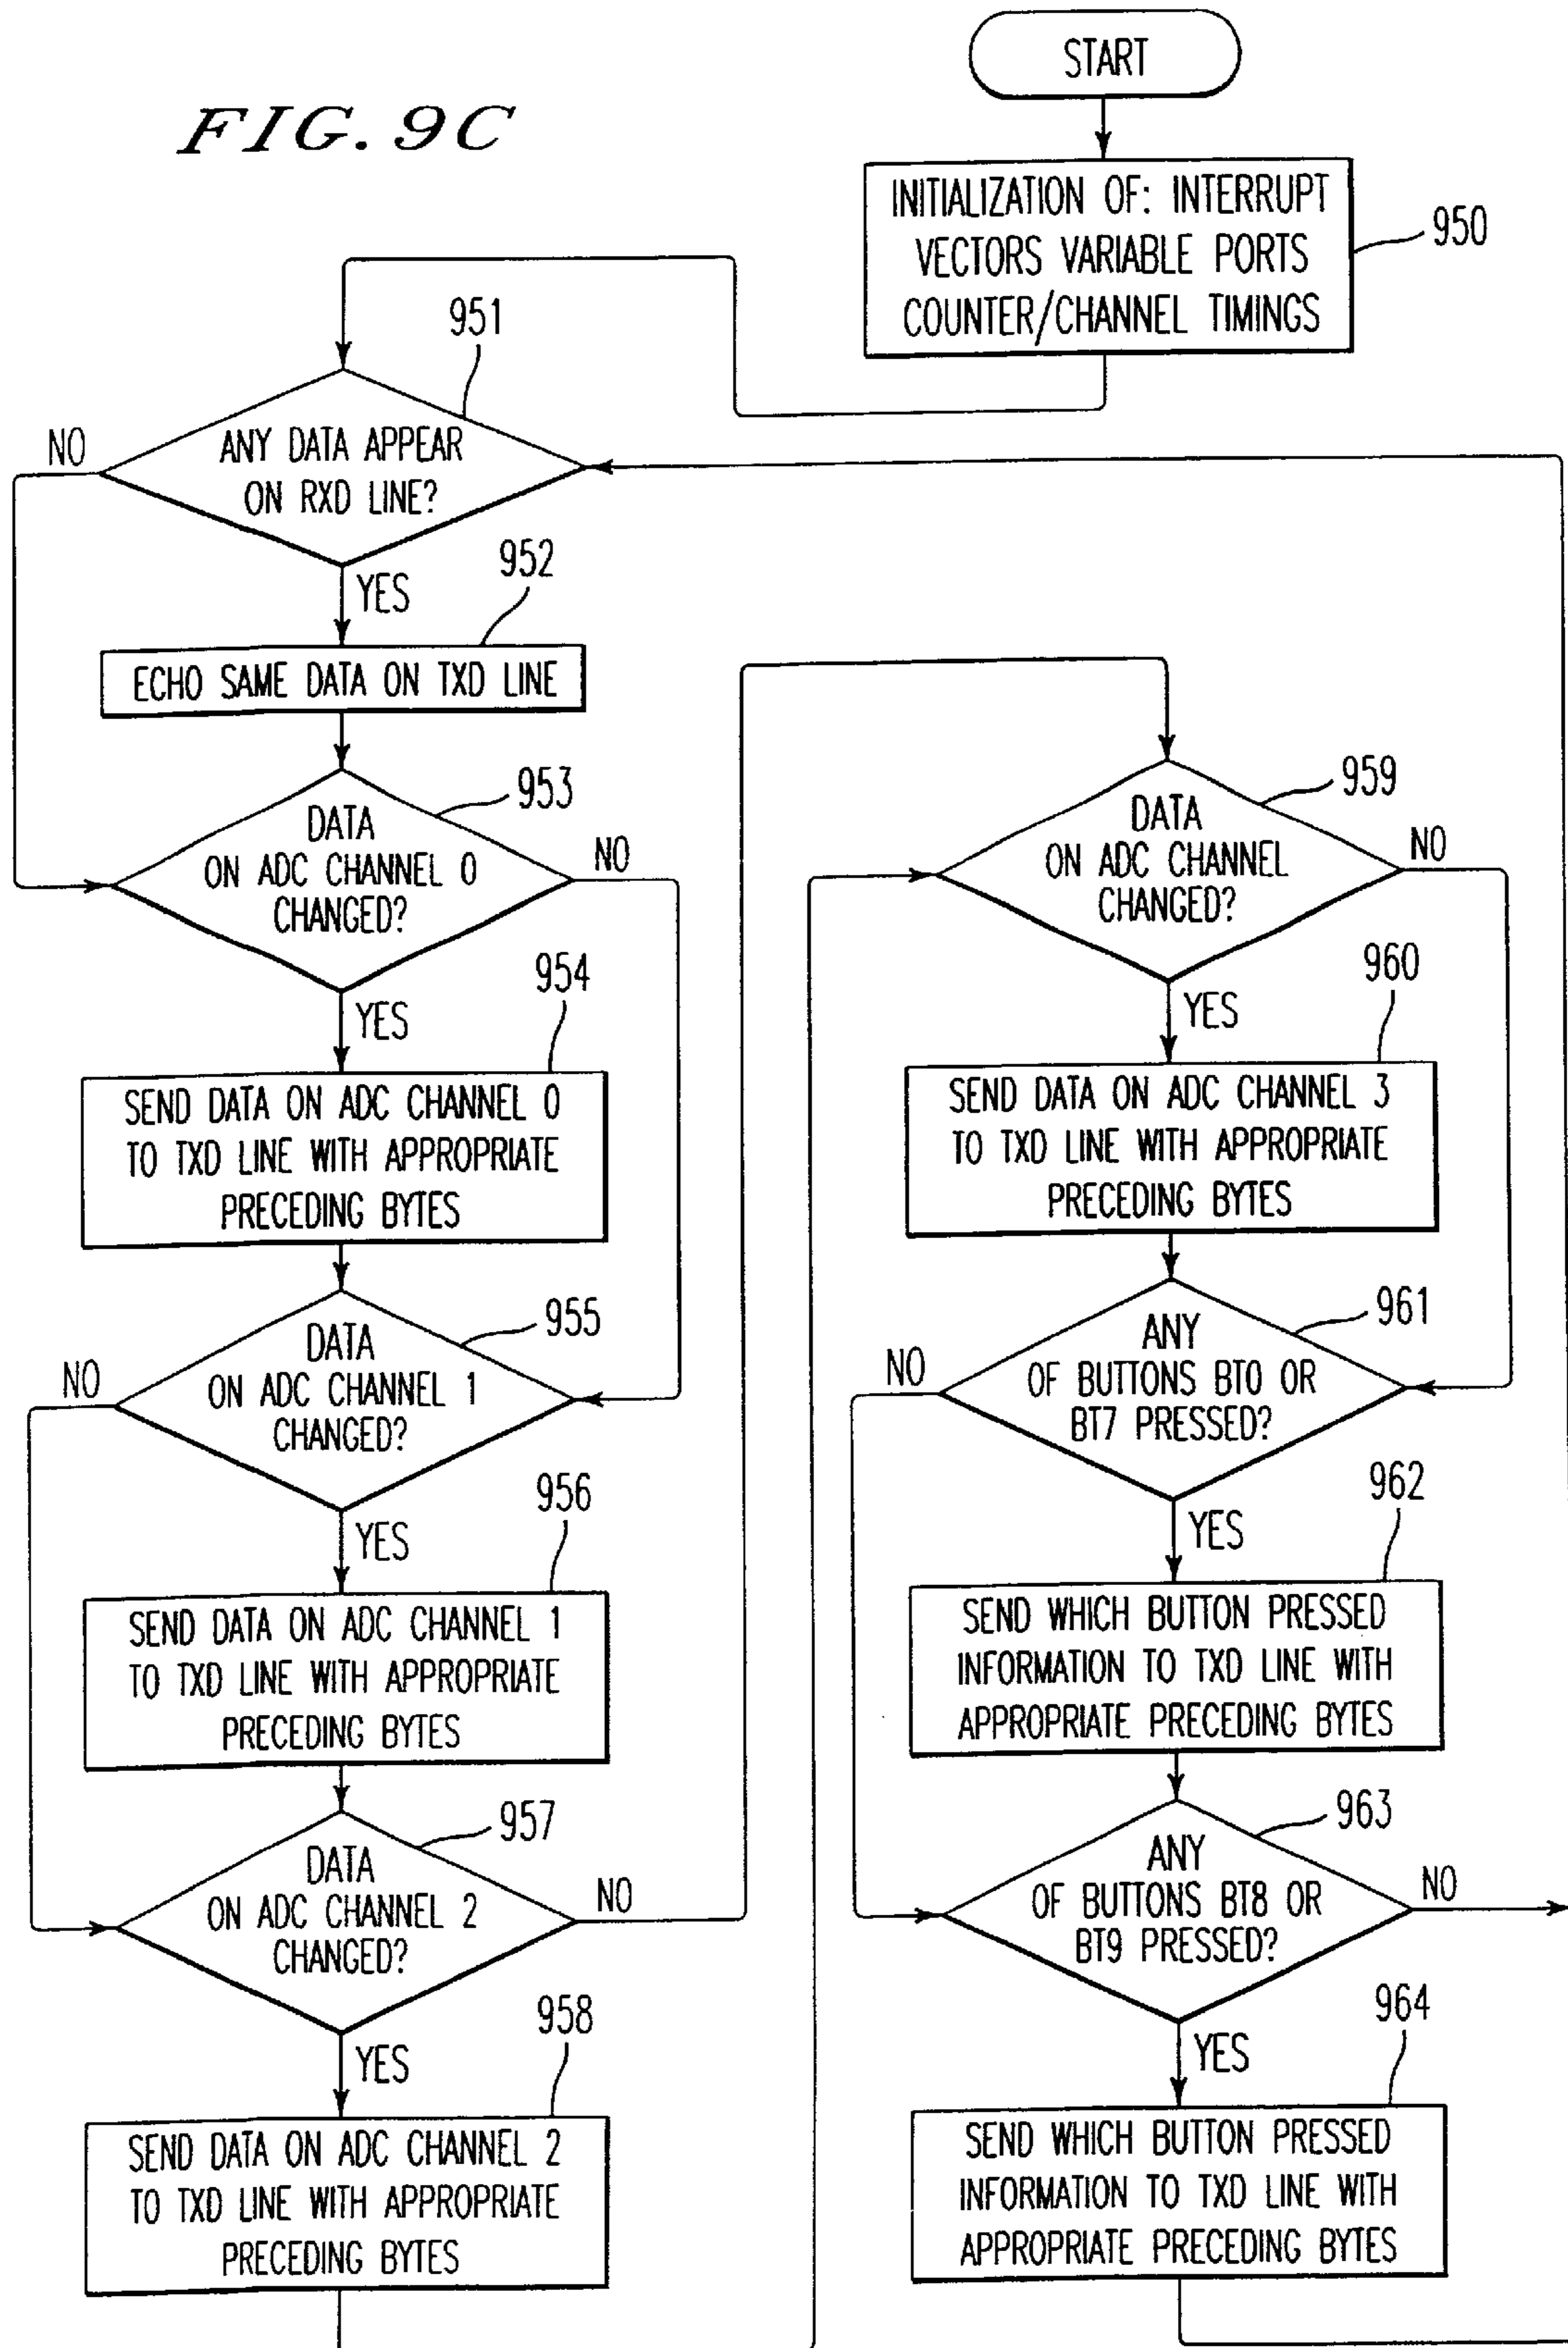 FIG. 9C
START
INITIALIZATION OF: INTERRUPT
VECTORS VARIABLE PORTS
COUNTER/CHANNEL TIMINGS
950
951
ANY DATA APPEAR
ON RXD LINE?
NO
YES
952
ECHO SAME DATA ON TXD LINE
953
DATA
ON ADC CHANNEL 0
CHANGED?
NO
YES
954
SEND DATA ON ADC CHANNEL 0
TO TXD LINE WITH APPROPRIATE
PRECEDING BYTES
955
DATA
ON ADC CHANNEL 1
CHANGED?
NO
YES
956
SEND DATA ON ADC CHANNEL 1
TO TXD LINE WITH APPROPRIATE
PRECEDING BYTES
957
DATA
ON ADC CHANNEL 2
CHANGED?
NO
YES
958
SEND DATA ON ADC CHANNEL 2
TO TXD LINE WITH APPROPRIATE
PRECEDING BYTES
959
DATA
ON ADC CHANNEL
CHANGED?
NO
YES
960
SEND DATA ON ADC CHANNEL 3
TO TXD LINE WITH APPROPRIATE
PRECEDING BYTES
961
ANY
OF BUTTONS BT0 OR
BT7 PRESSED?
NO
YES
962
SEND WHICH BUTTON PRESSED
INFORMATION TO TXD LINE WITH
APPROPRIATE PRECEDING BYTES
963
ANY
OF BUTTONS BT8 OR
BT9 PRESSED?
NO
YES
964
SEND WHICH BUTTON PRESSED
INFORMATION TO TXD LINE WITH
APPROPRIATE PRECEDING BYTES